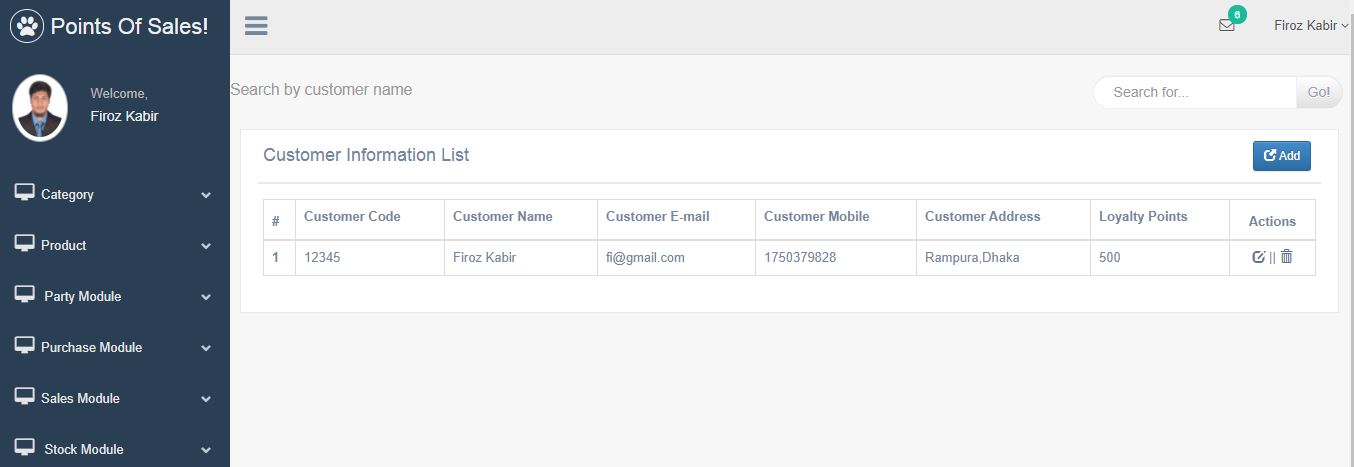 Points Of Sales!
6
Firoz Kabir
Welcome,
Firoz Kabir
Search by customer name
Search for...
Go!
Customer Information List
Add
# Customer Code Customer Name Customer E-mail Customer Mobile Customer Address Loyalty Points Actions
1 12345 Firoz Kabir fi@gmail.com 1750379828 Rampura,Dhaka 500 ||
Category
Product
Party Module
Purchase Module
Sales Module
Stock Module